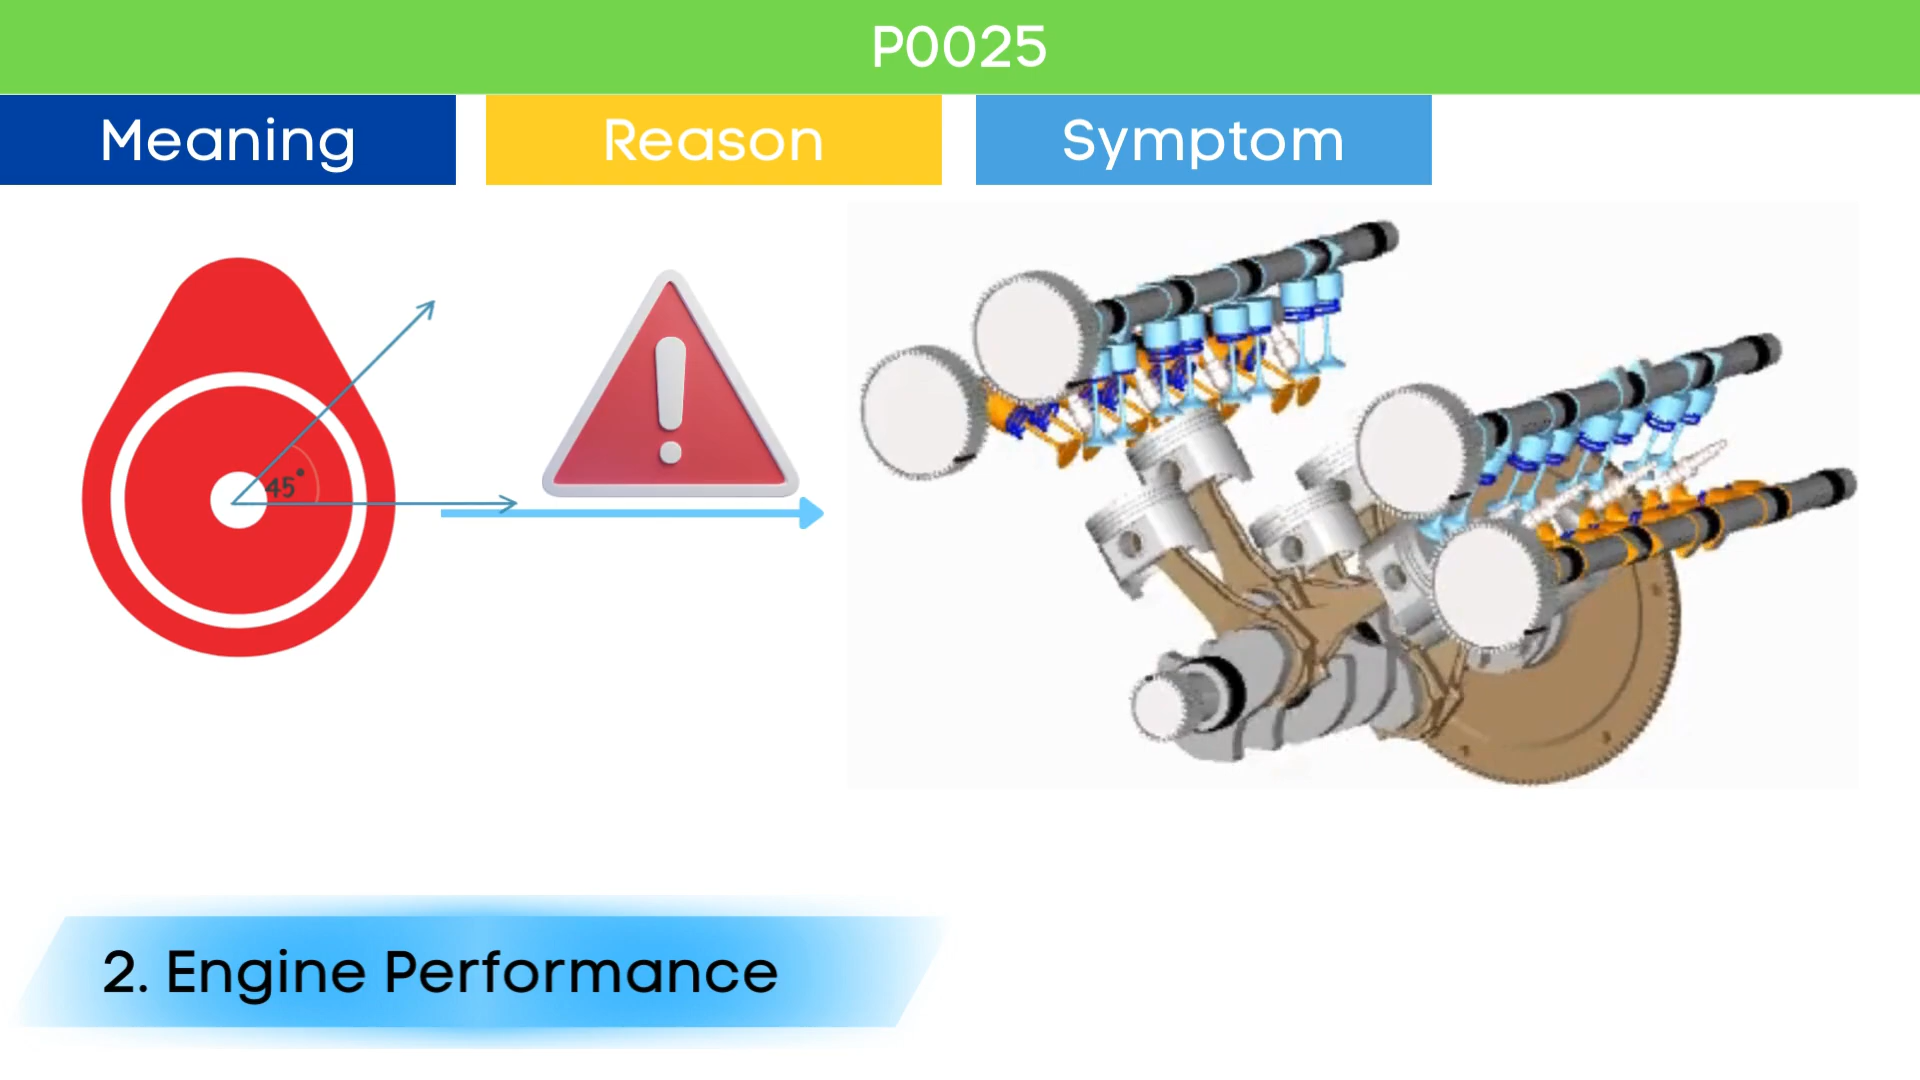 P0025
Meaning
Reason
Symptom
45°
2. Engine Performance